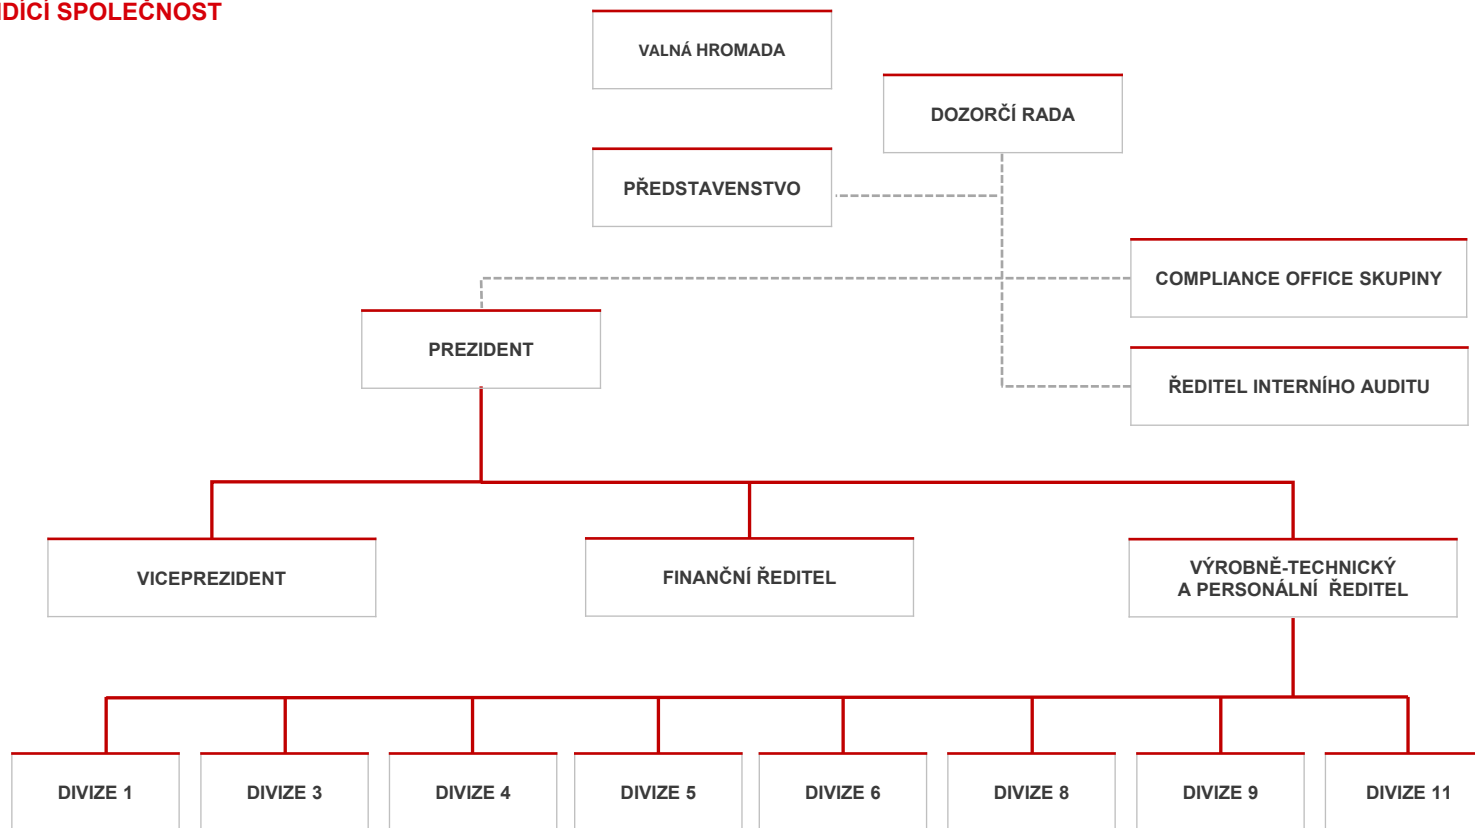 DÍCÍ SPOLEČNOST
VALNÁ HROMADA
DOZORČÍ RADA
PŘEDSTAVENSTVO
COMPLIANCE OFFICE SKUPINY
PREZIDENT
ŘEDITEL INTERNÍHO AUDITU
VICEPREZIDENT
FINANČNÍ ŘEDITEL
VÝROBNĚ-TECHNICKÝ
A PERSONÁLNÍ ŘEDITEL
DIVIZE 1
DIVIZE 3
DIVIZE 4
DIVIZE 5
DIVIZE 6
DIVIZE 8
DIVIZE 9
DIVIZE 11